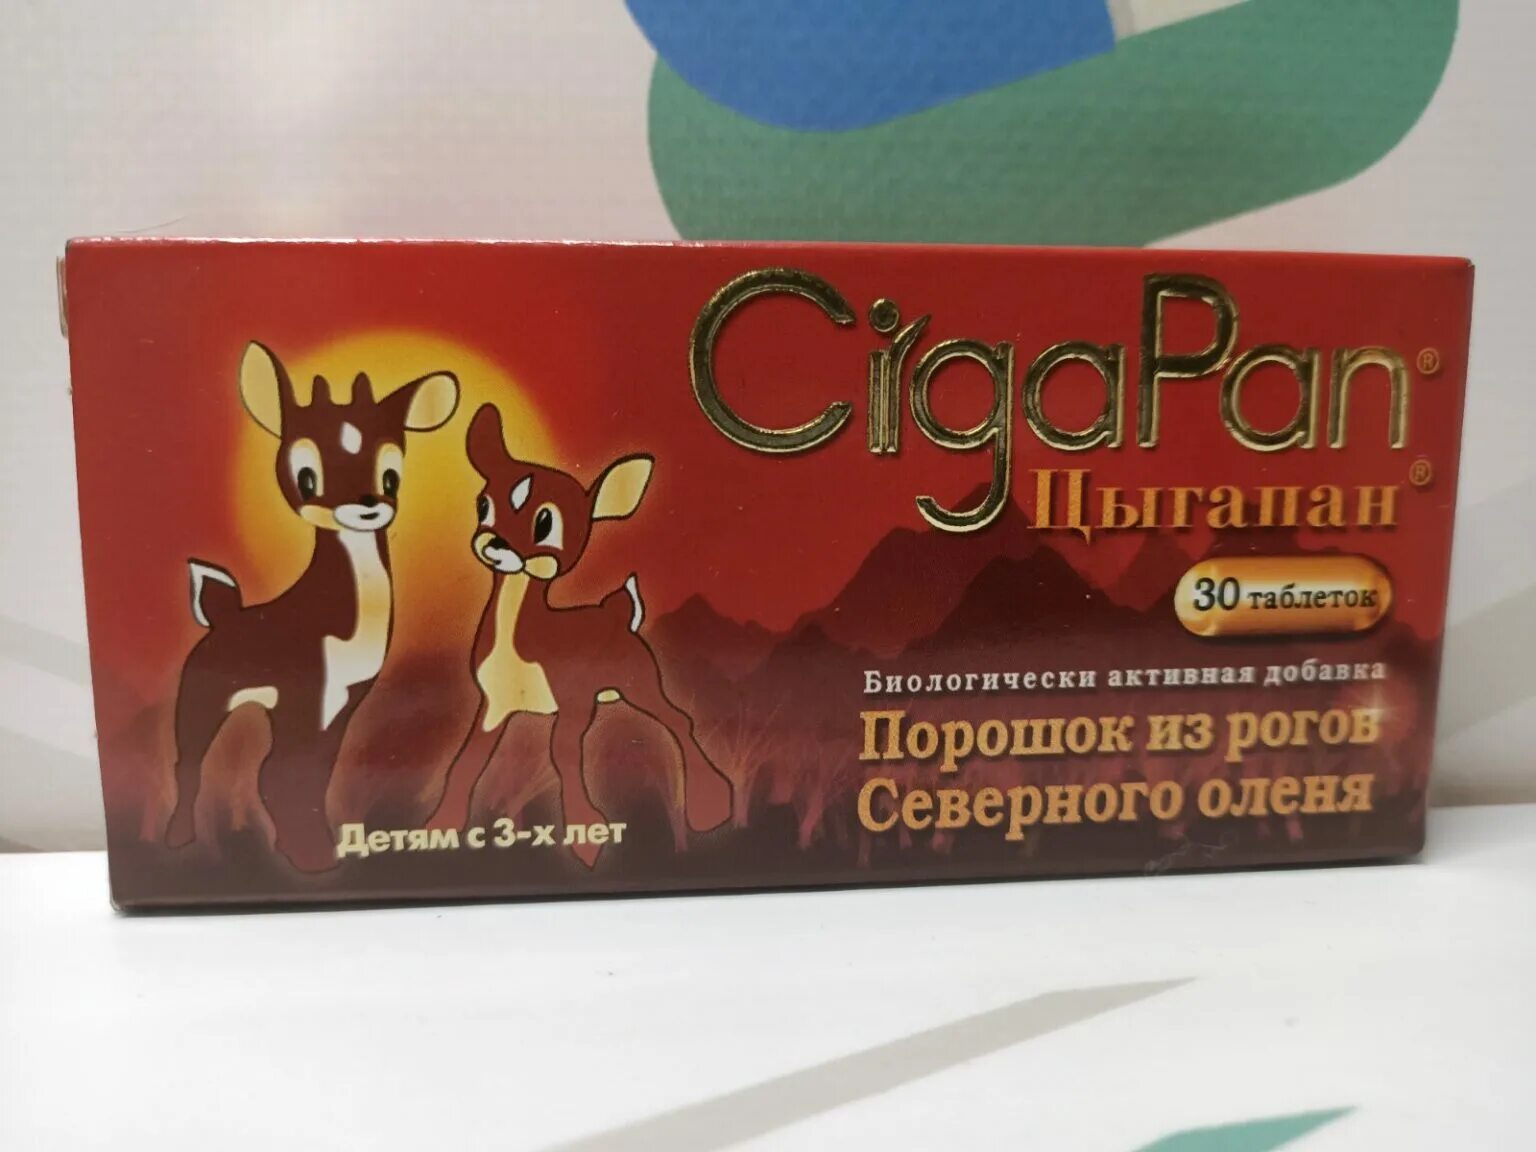 CigaPan®
Цыгапан®
30 таблеток
Биологически активная добавка
Порошок из рогов
Северного оленя
Детям с 3-х лет